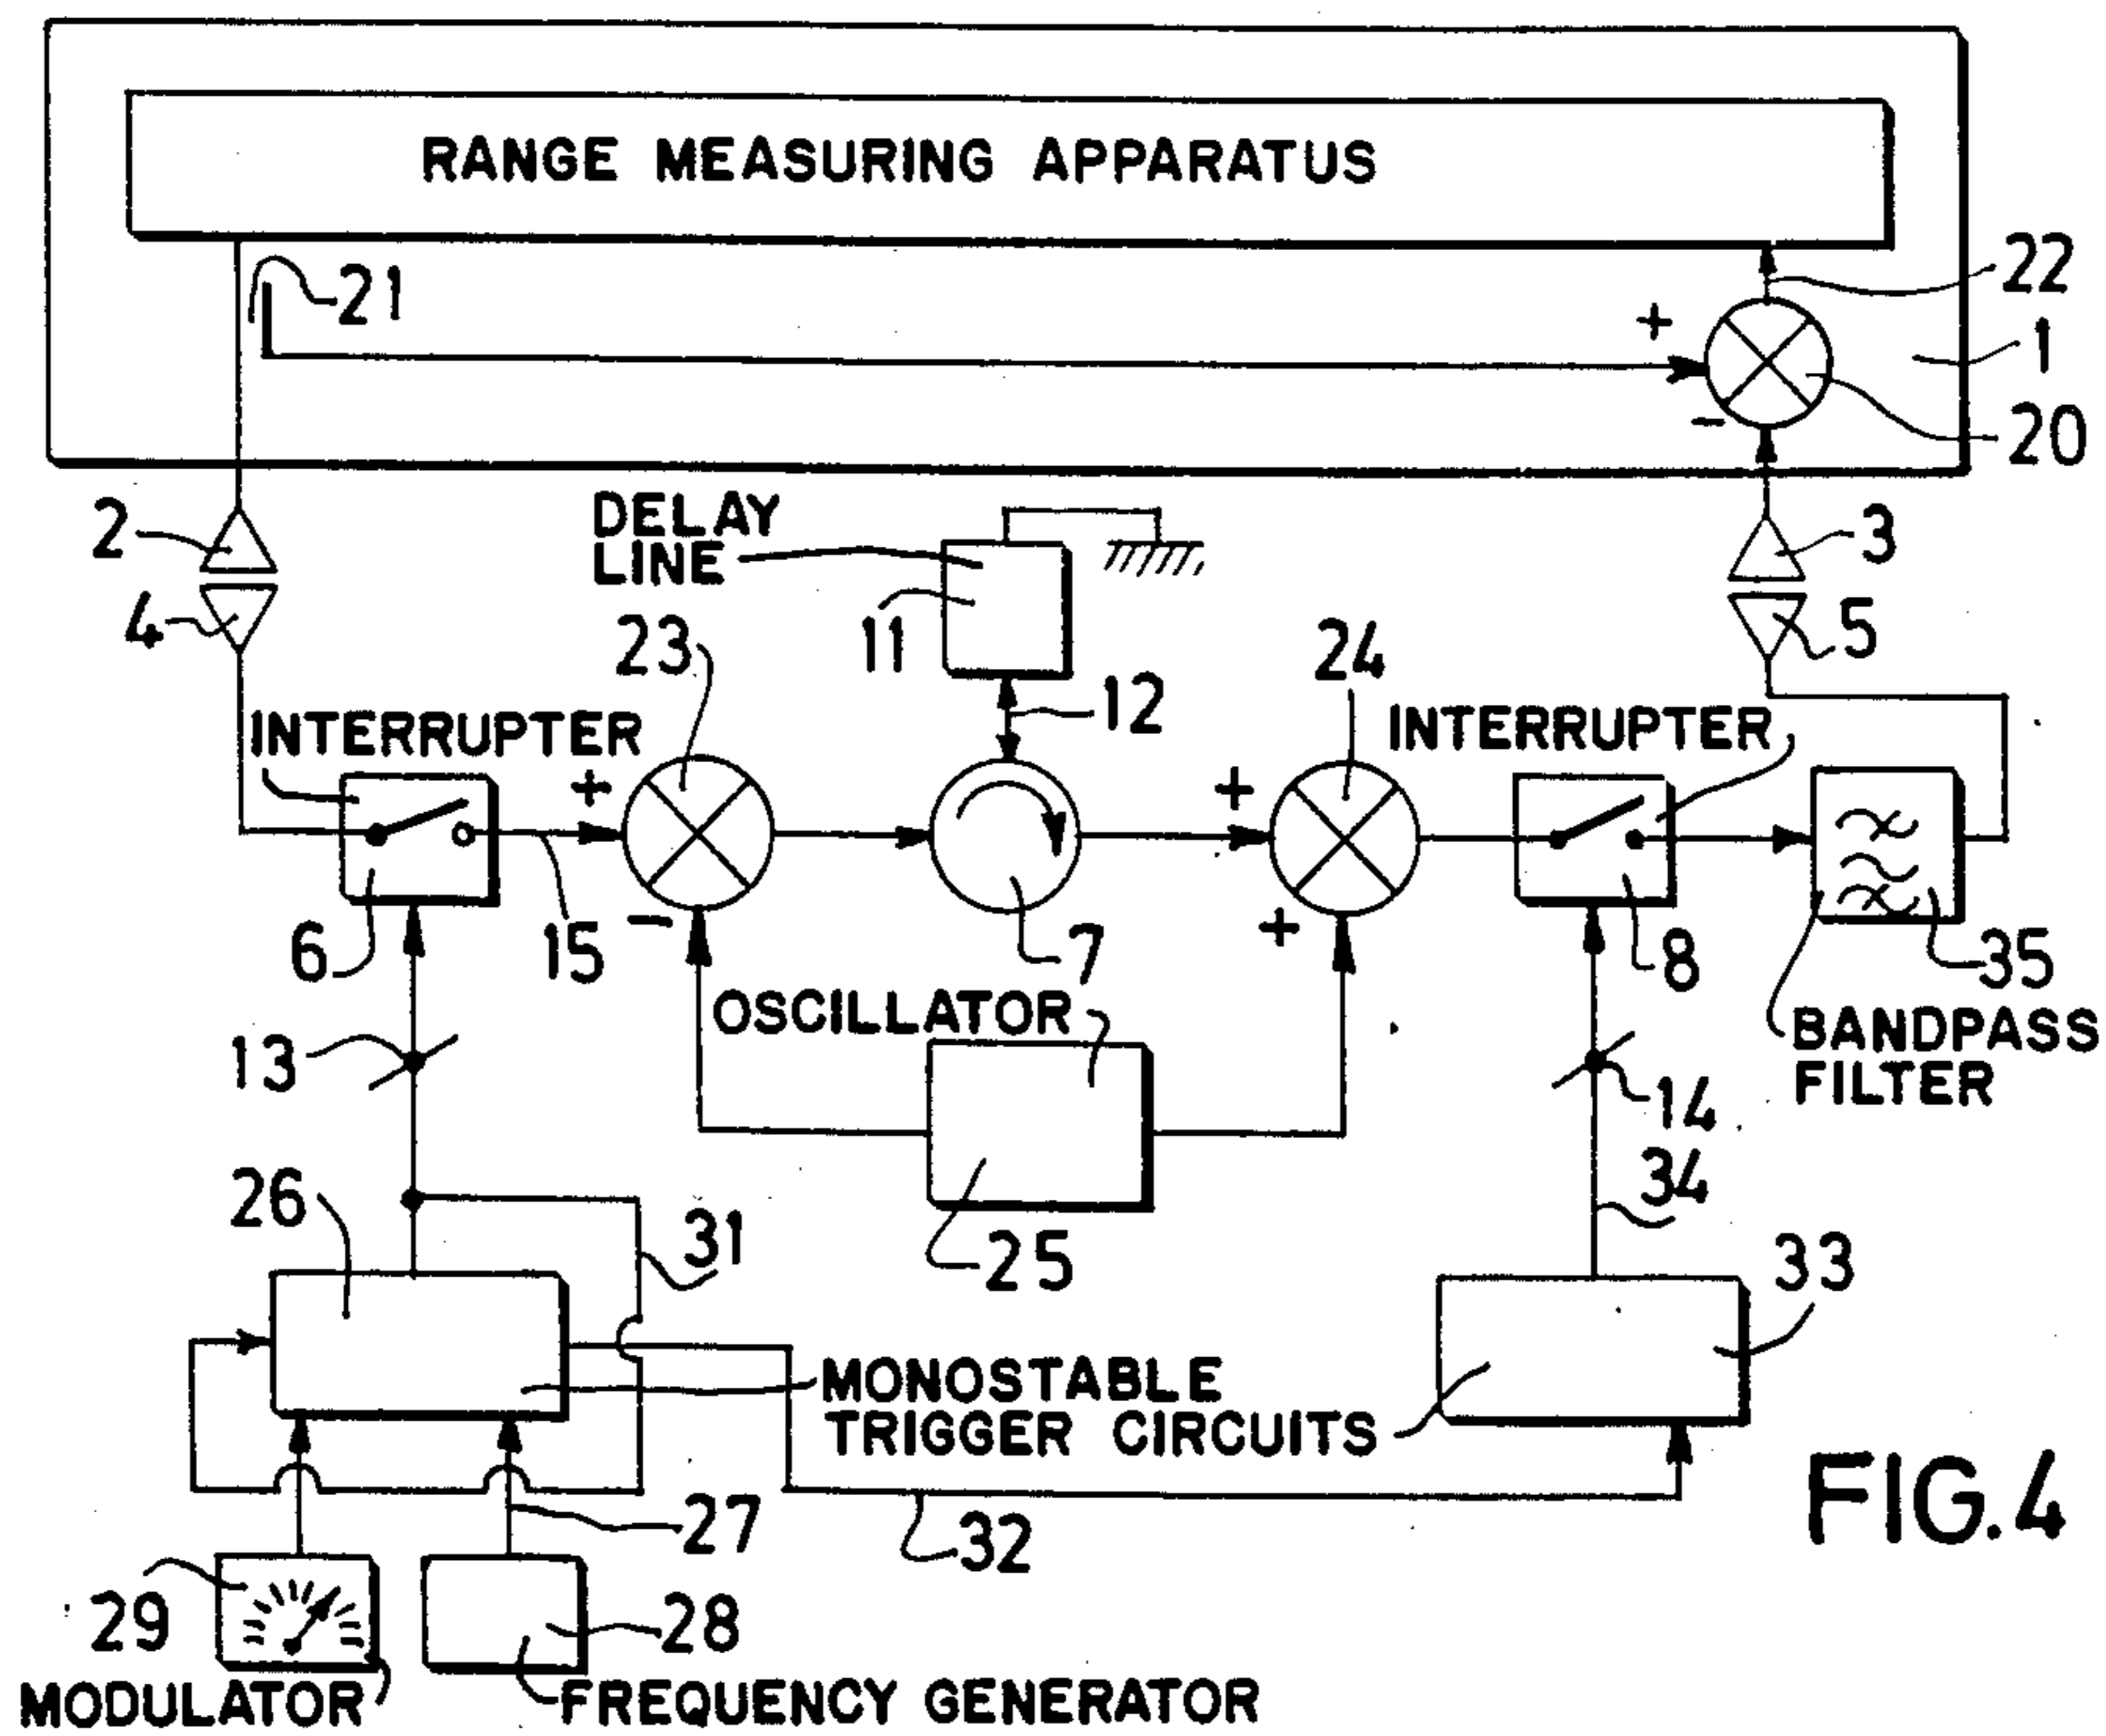 RANGE MEASURING APPARATUS
21
22
+
1
-
20
2
DELAY
LINE
3
4
11
5
23
12
24
INTERRUPTER
INTERRUPTER
+
+
6
15
-
7
+
8
35
OSCILLATOR
BANDPASS
FILTER
13
14
26
31
25
34
33
MONOSTABLE
TRIGGER CIRCUITS
27
32
FIG.4
29
28
MODULATOR
FREQUENCY GENERATOR